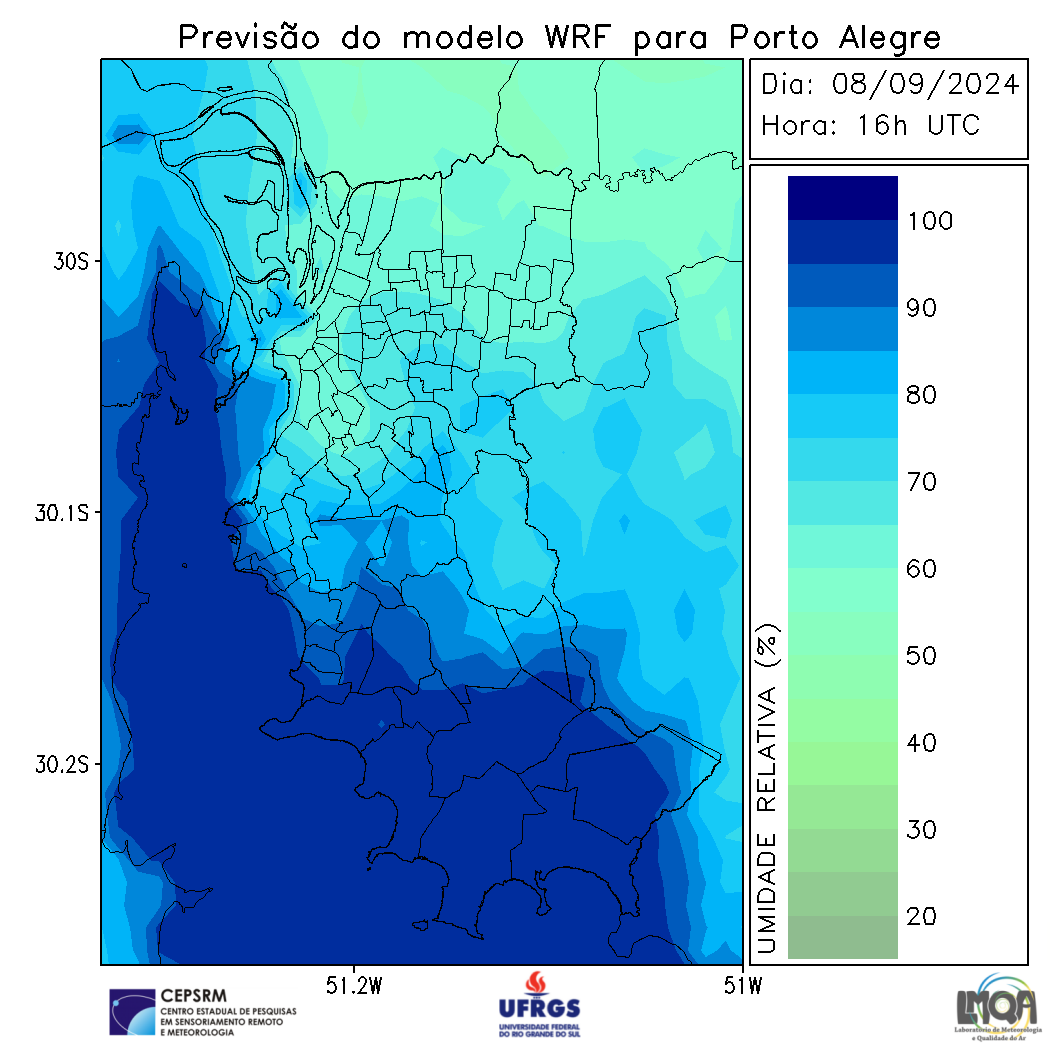 Previsão do modelo WRF para Porto Alegre
Dia: 08/09/2024
Hora: 16h UTC
30S
30.1S
30.2S
51.2W
51W
100
90
80
70
60
50
40
30
20
UMIDADE RELATIVA (%)
CEPSRM
CENTRO ESTADUAL DE PESQUISAS
EM SENSORIAMENTO REMOTO
E METEOROLOGIA
UFRGS
UNIVERSIDADE FEDERAL
DO RIO GRANDE DO SUL
LMQA
Laboratório de Meteorologia
e Qualidade do Ar